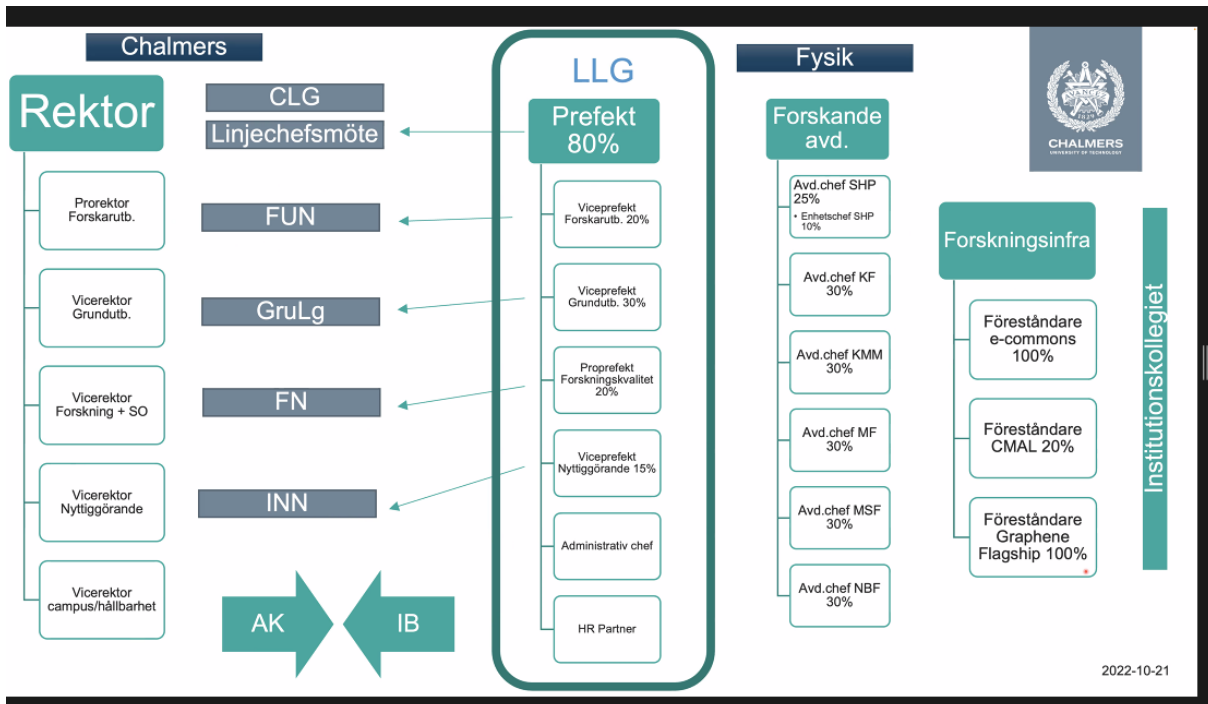 Chalmers
Rektor
Prorektor
Forskarutb.
Vicerektor
Grundutb.
Vicerektor
Forskning + SO
Vicerektor
Nyttiggörande
Vicerektor
campus/hållbarhet
CLG
Linjechefsmöte
FUN
GruLg
FN
INN
AK
IB
LLG
Prefekt
80%
Viceprefekt
Forskarutb. 20%
Viceprefekt
Grundutb. 30%
Proprefekt
Forskningskvalitet
20%
Viceprefekt
Nyttiggörande 15%
Administrativ chef
HR Partner
Fysik
Forskande
avd.
Avd.chef SHP
25%
• Enhetschef SHP
10%
Avd.chef KF
30%
Avd.chef KMM
30%
Avd.chef MF
30%
Avd.chef MSF
30%
Avd.chef NBF
30%
Forskningsinfra
Föreståndare
e-commons
100%
Föreståndare
CMAL 20%
Föreståndare
Graphene
Flagship 100%
Institutionskollegiet
AVANCEZ
1829
CHALMERS
UNIVERSITY OF TECHNOLOGY
2022-10-21